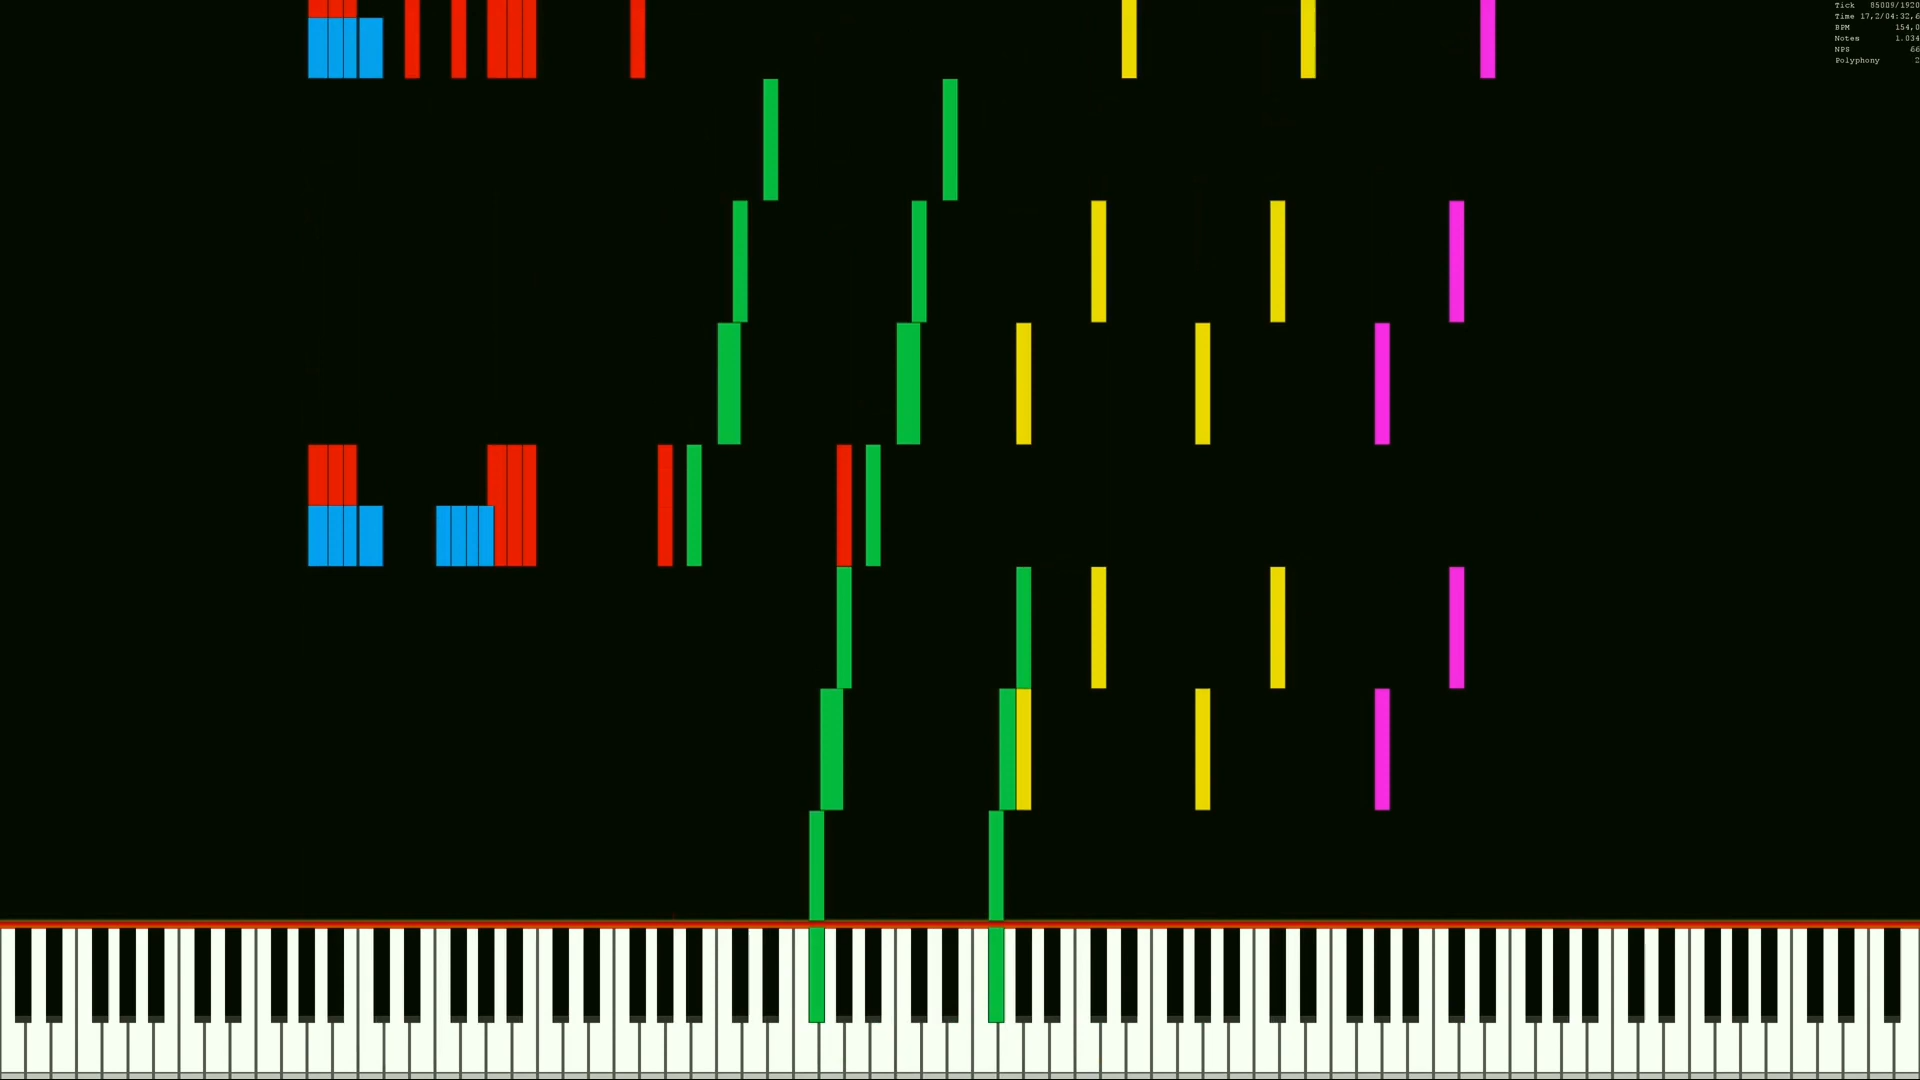 Tick 85009/1920
Time 17,2/04:32,6
BPM 154,0
Notes 1.034
NPS 66
Polyphony 2